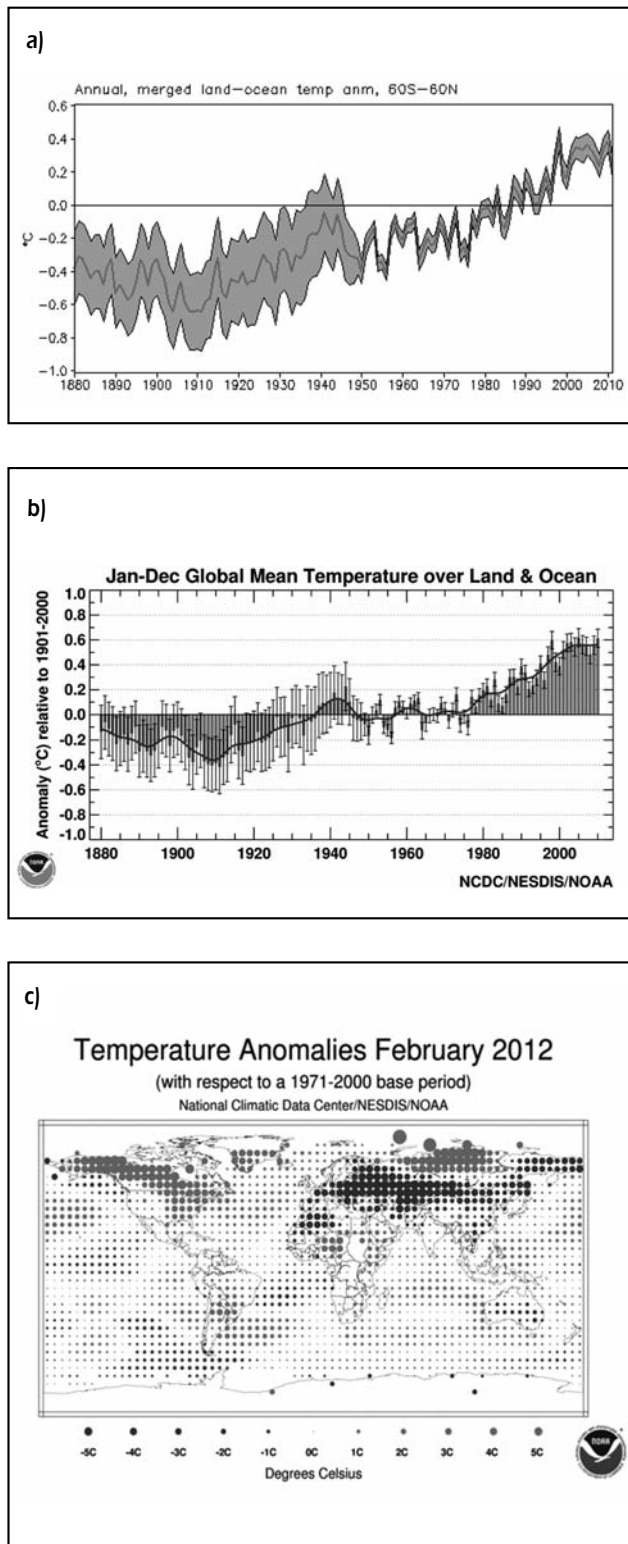 a)
Annual, merged land-ocean temp anm, 60S-60N
0.6
0.4
0.2
0.0
-0.2
-0.4
-0.6
-0.8
-1.0
°C
1880 1890 1900 1910 1920 1930 1940 1950 1960 1970 1980 1990 2000 2010
b)
Jan-Dec Global Mean Temperature over Land & Ocean
Anomaly (°C) relative to 1901-2000
1.0
0.8
0.6
0.4
0.2
0.0
-0.2
-0.4
-0.6
-0.8
-1.0
1880 1900 1920 1940 1960 1980 2000
NOAA
NCDC/NESDIS/NOAA
c)
Temperature Anomalies February 2012
(with respect to a 1971-2000 base period)
National Climatic Data Center/NESDIS/NOAA
-5C -4C -3C -2C -1C 0C 1C 2C 3C 4C 5C
Degrees Celsius
NOAA